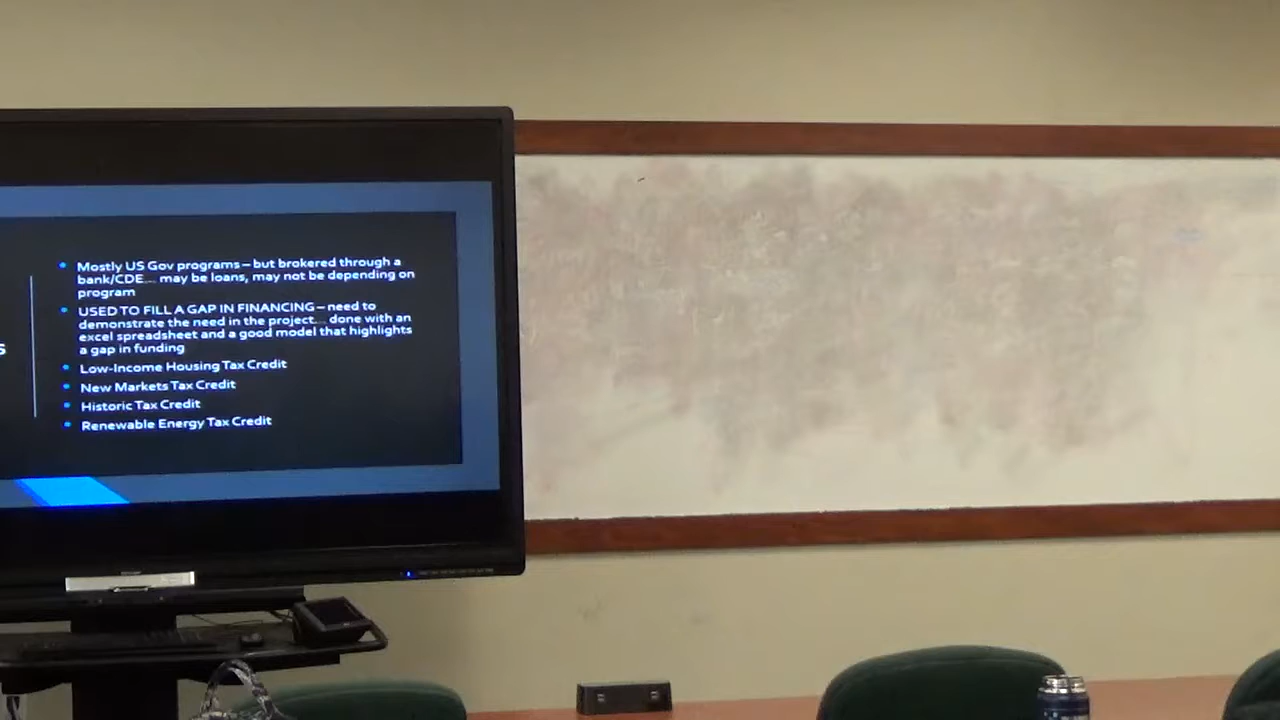 Mostly US Gov programs – but brokered through a
bank/CDE... may be loans, may not be depending on
program
USED TO FILL A GAP IN FINANCING – need to
demonstrate the need in the project... done with an
excel spreadsheet and a good model that highlights
a gap in funding
S
Low-Income Housing Tax Credit
New Markets Tax Credit
Historic Tax Credit
Renewable Energy Tax Credit